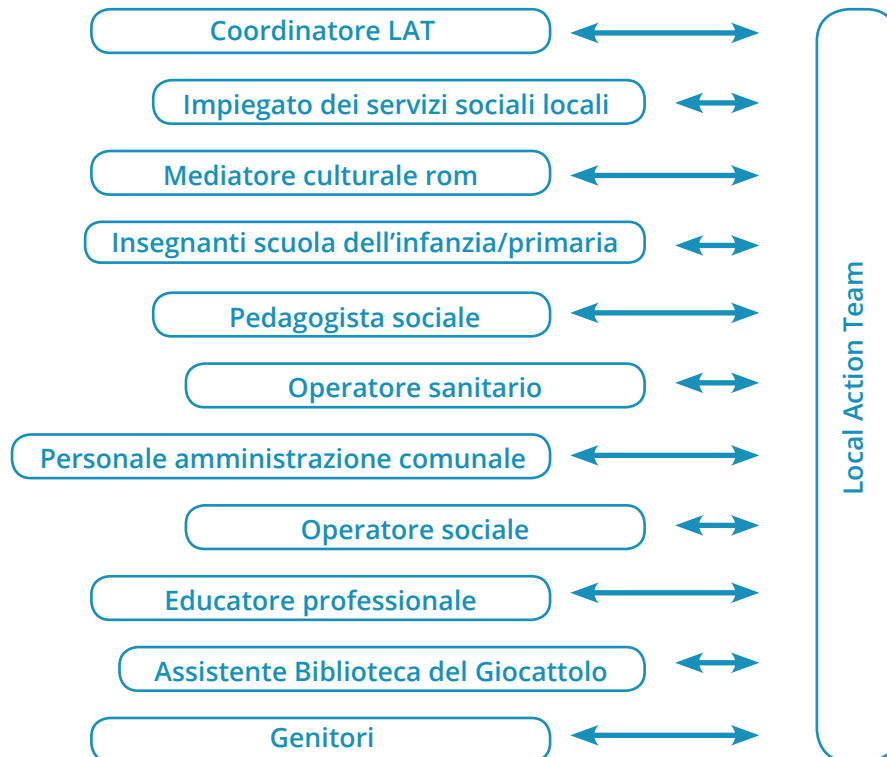 Coordinatore LAT
Impiegato dei servizi sociali locali
Mediatore culturale rom
Insegnanti scuola dell’infanzia/primaria
Pedagogista sociale
Operatore sanitario
Personale amministrazione comunale
Operatore sociale
Educatore professionale
Assistente Biblioteca del Giocattolo
Genitori
Local Action Team